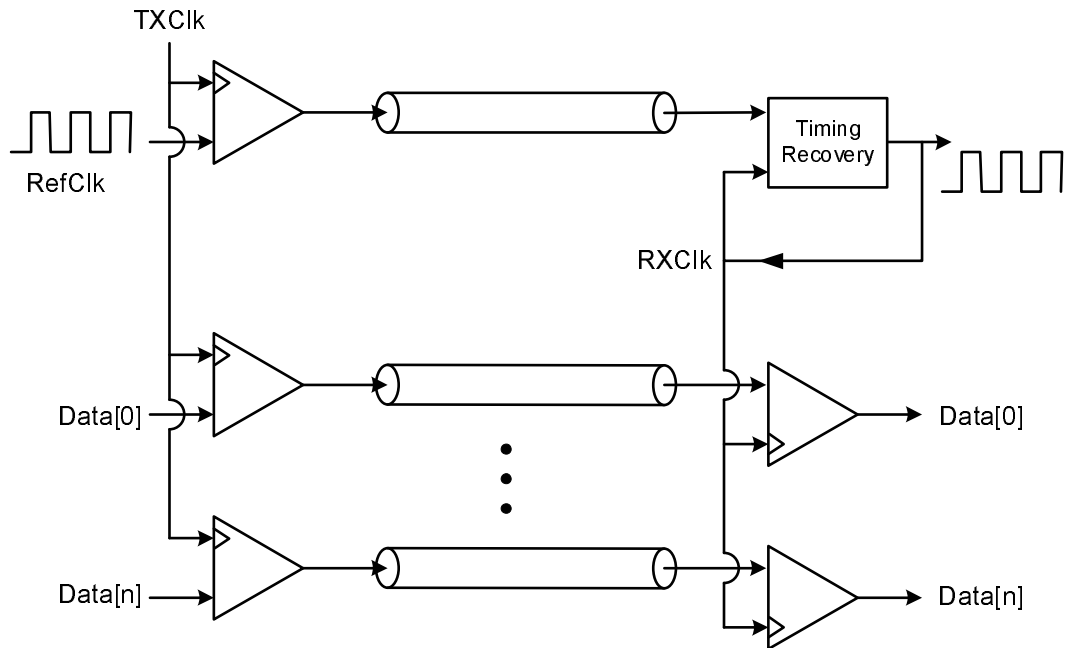 TXClk
RefClk
Timing
Recovery
RXClk
Data[0]
Data[0]
Data[n]
Data[n]